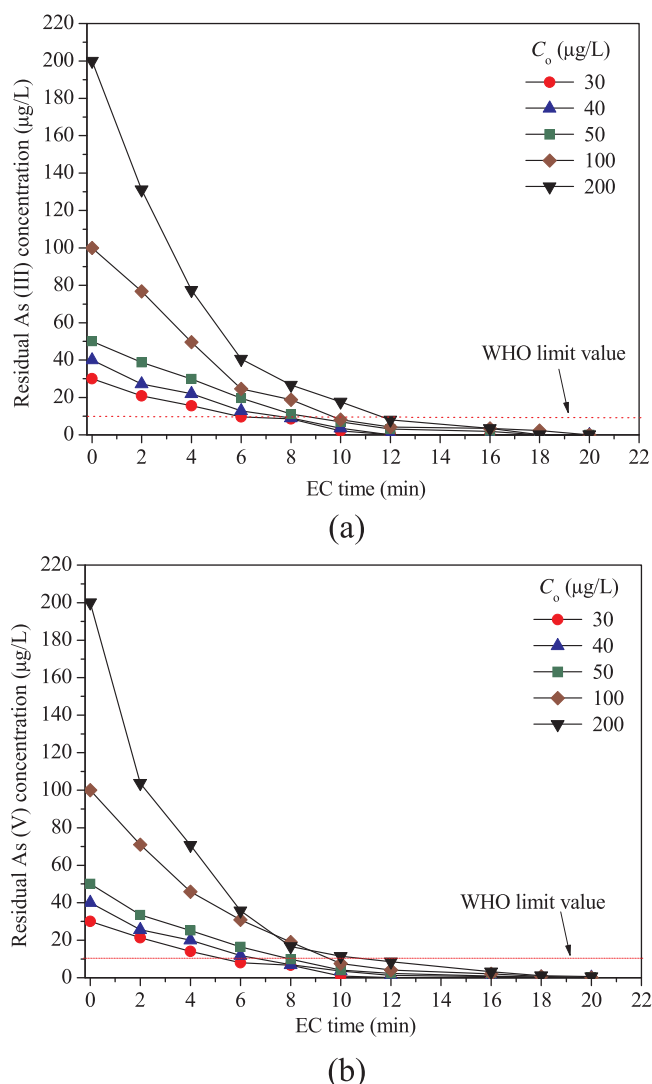 220
200
180
160
140
120
100
80
60
40
20
0
Residual As (III) concentration (µg/L)
C₀ (µg/L)
30
40
50
100
200
WHO limit value
0 2 4 6 8 10 12 14 16 18 20 22
EC time (min)
(a)
220
200
180
160
140
120
100
80
60
40
20
0
Residual As (V) concentration (µg/L)
C₀ (µg/L)
30
40
50
100
200
WHO limit value
0 2 4 6 8 10 12 14 16 18 20 22
EC time (min)
(b)